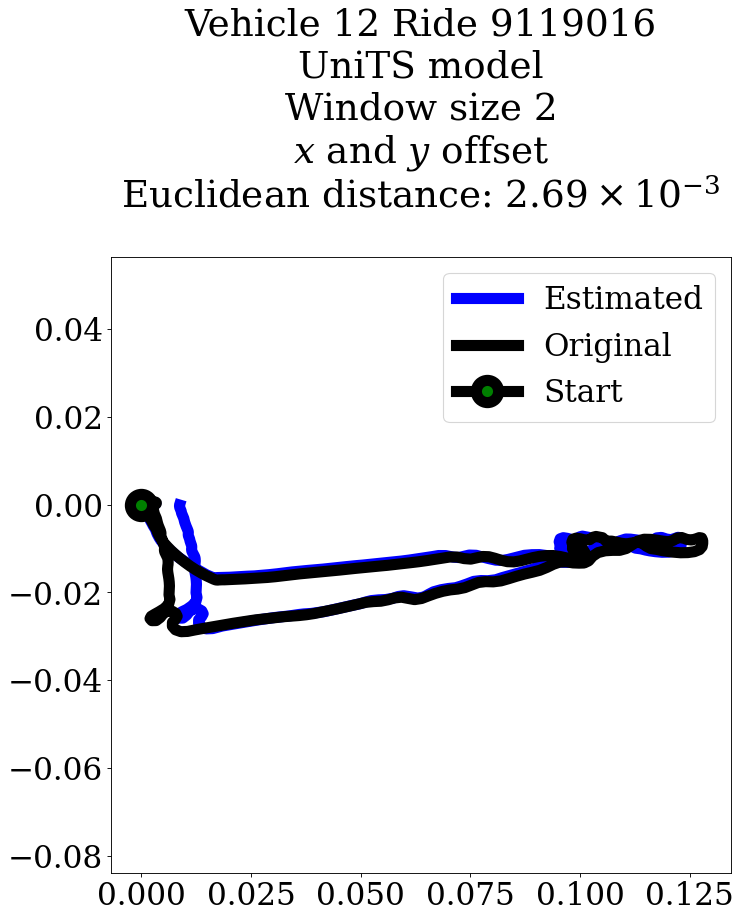 Vehicle 12 Ride 9119016
UniTS model
Window size 2
x and y offset
Euclidean distance: 2.69 × 10⁻³
Estimated
Original
Start
0.04
0.02
0.00
−0.02
−0.04
−0.06
−0.08
0.000 0.025 0.050 0.075 0.100 0.125